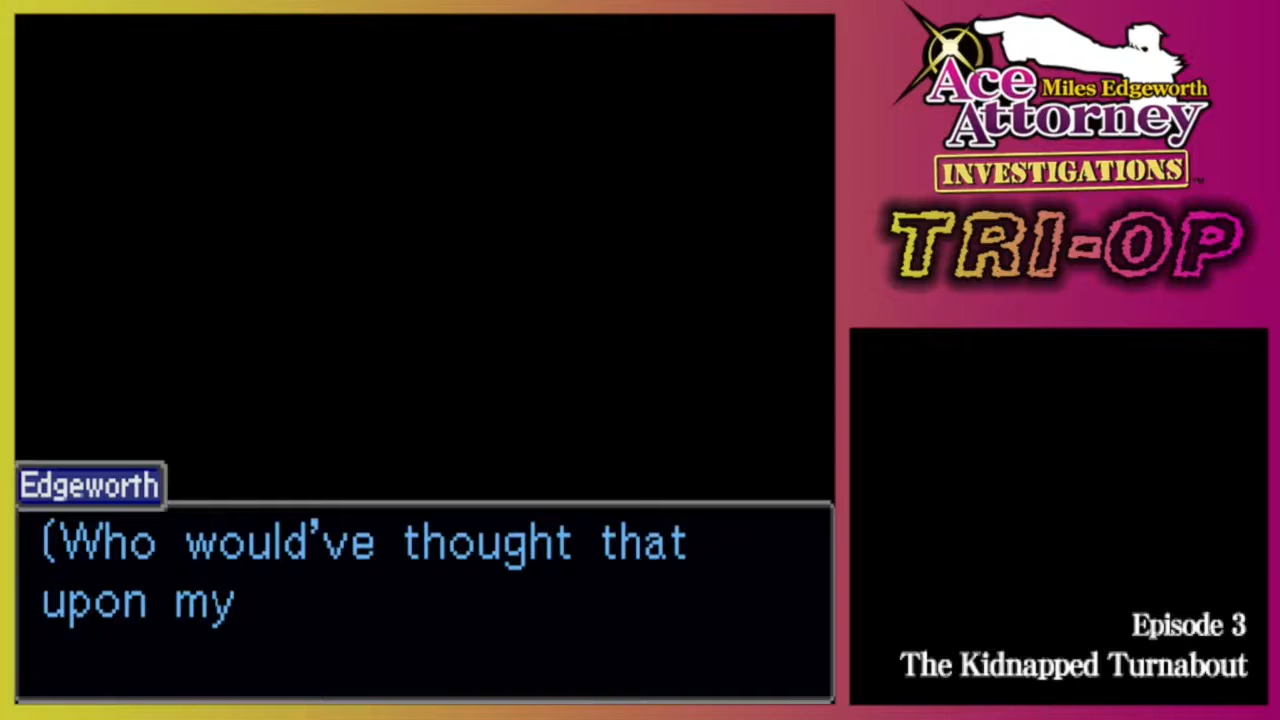 Ace
Miles Edgeworth
Attorney
INVESTIGATIONS
TRI-OP
Edgeworth
(Who would've thought that
upon my
Episode 3
The Kidnapped Turnabout